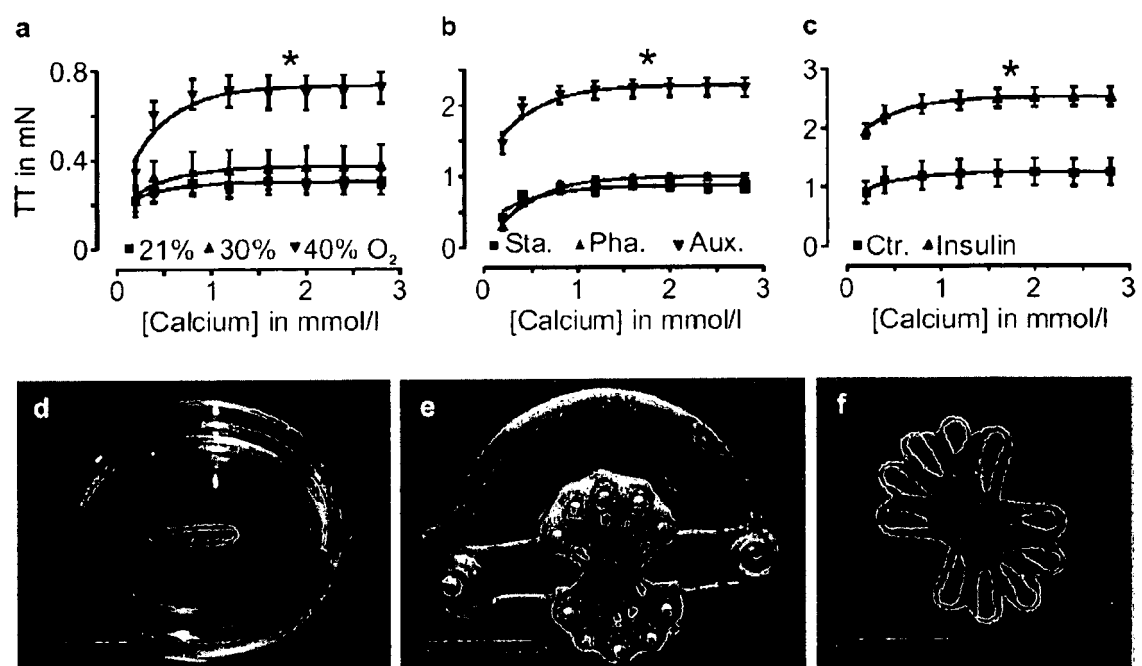 a
*
0.8
0.4
0
TT in mN
21% 30% 40% O₂
0 1 2 3
[Calcium] in mmol/l
b
*
2
1
0
Sta. Pha. Aux.
0 1 2 3
[Calcium] in mmol/l
c
*
3
2
1
0
Ctr. Insulin
0 1 2 3
[Calcium] in mmol/l
d
e
f